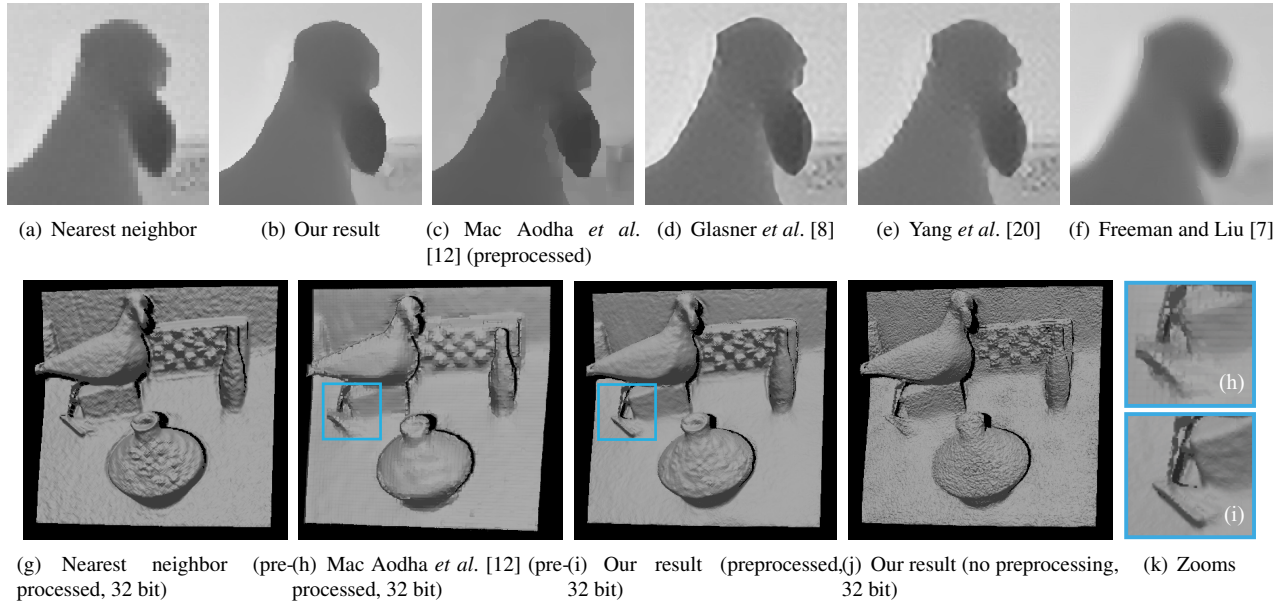 (a) Nearest neighbor
(b) Our result
(c) Mac Aodha et al.
[12] (preprocessed)
(d) Glasner et al. [8]
(e) Yang et al. [20]
(f) Freeman and Liu [7]
(h)
(i)
(g) Nearest neighbor (pre-
processed, 32 bit)
(h) Mac Aodha et al. [12] (pre-
processed, 32 bit)
(i) Our result (preprocessed,
32 bit)
(j) Our result (no preprocessing,
32 bit)
(k) Zooms